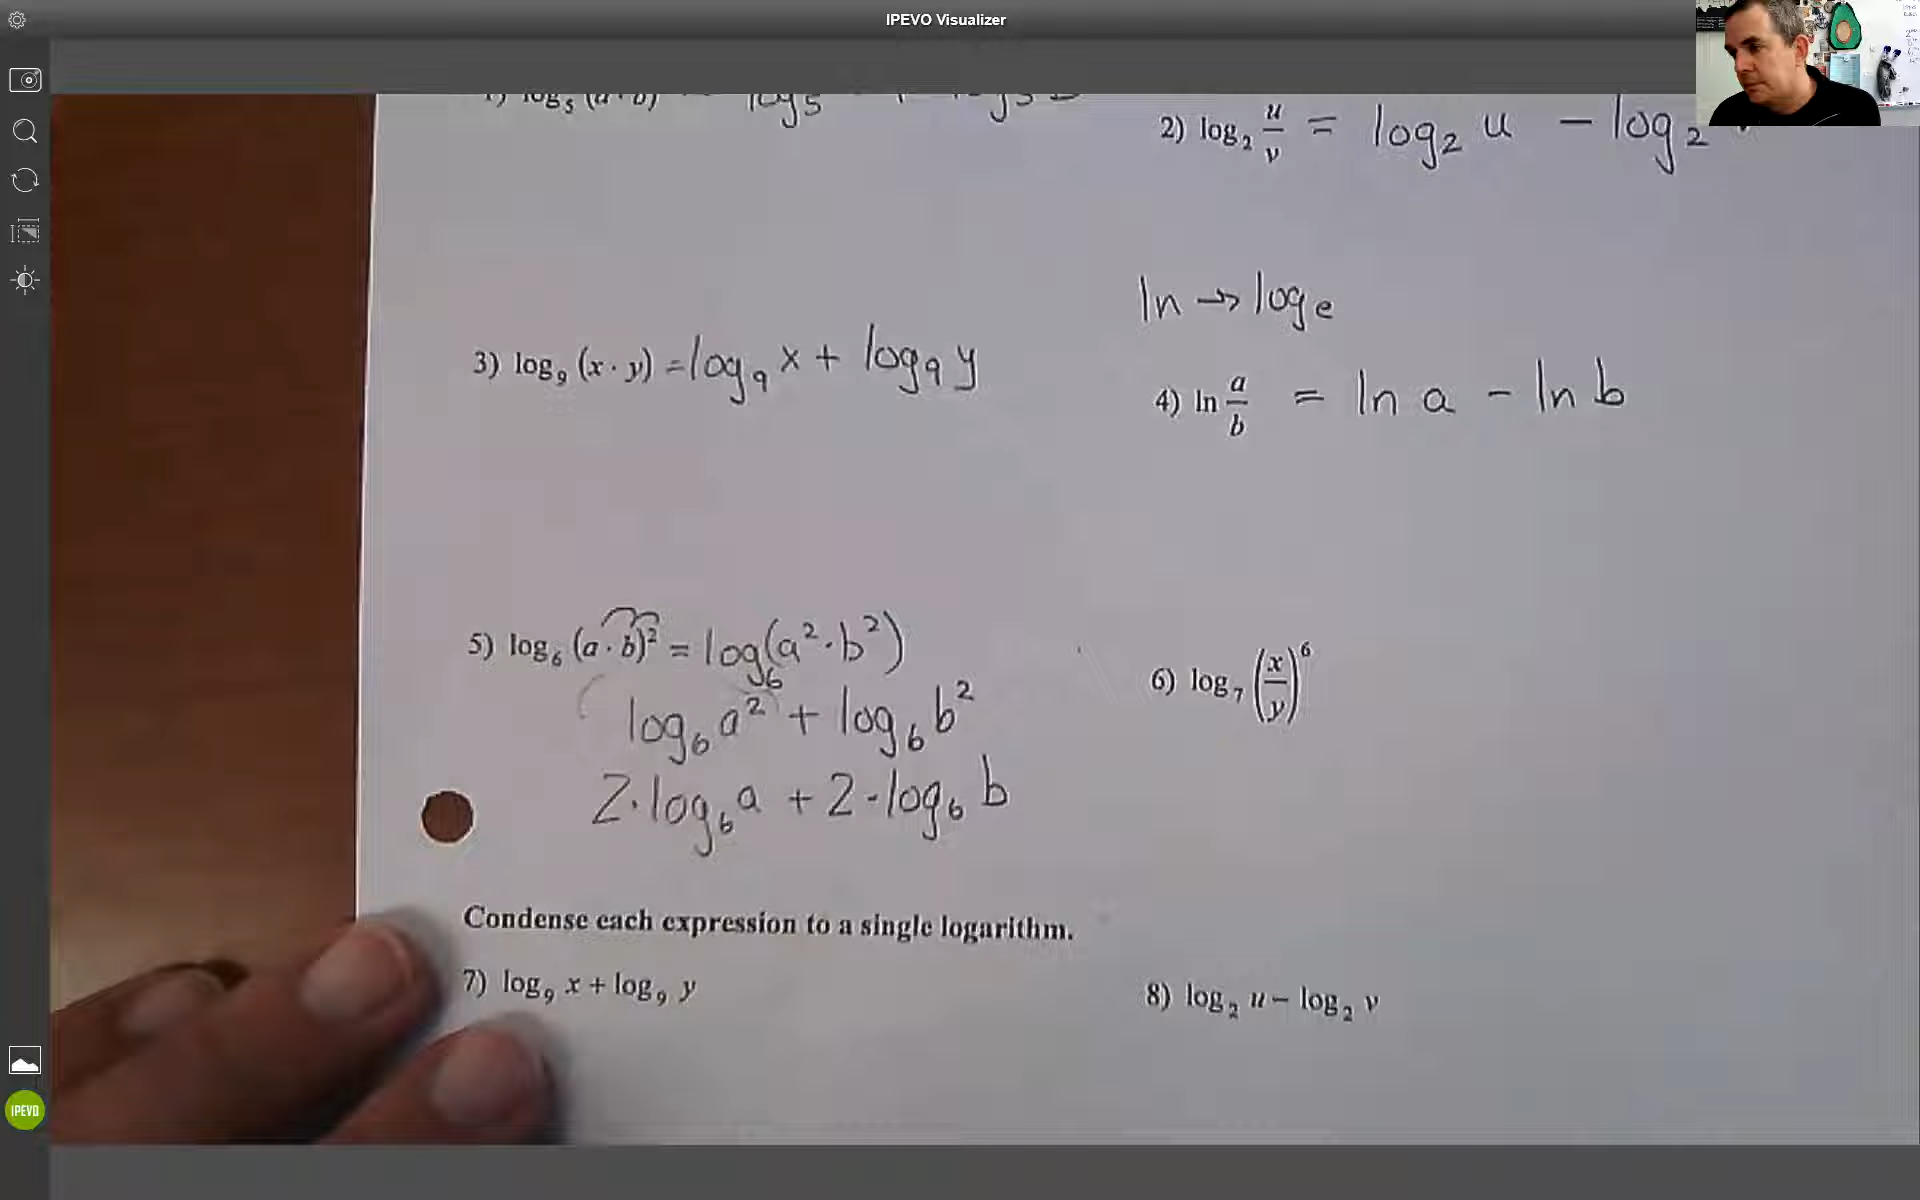 IPEVO Visualizer
2) log₂ u/v = log₂ u − log₂
ln → logₑ
3) log₉ (x · y) = log₉ x + log₉ y
4) ln a/b = ln a − ln b
5) log₆ (a · b)² = log₆(a² · b²)
log₆ a² + log₆ b²
2·log₆ a + 2·log₆ b
6) log₇ (x/y)⁶
Condense each expression to a single logarithm.
7) log₉ x + log₉ y
8) log₂ u − log₂ v
IPEVO